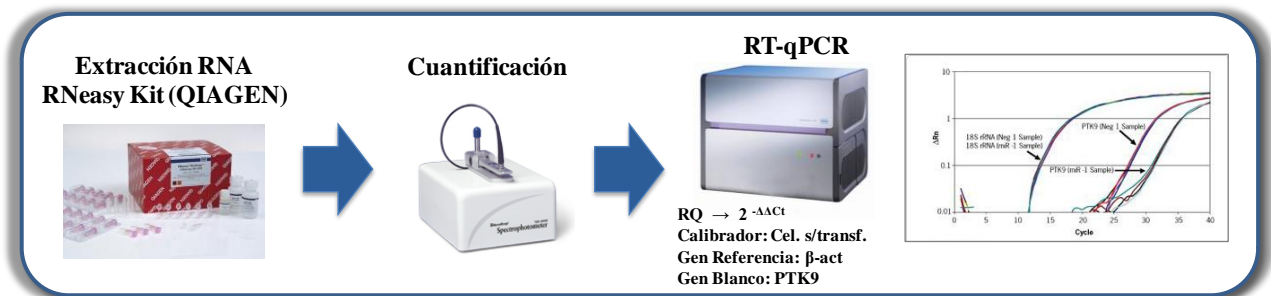 Extracción RNA
RNeasy Kit (QIAGEN)
Cuantificación
Spectrophotometer
RT-qPCR
RQ → 2 -ΔΔCt
Calibrador: Cel. s/transf.
Gen Referencia: β-act
Gen Blanco: PTK9
10
1
0.1
0.01
ΔRn
18S rRNA (Neg 1 Sample)
18S rRNA (miR -1 Sample)
PTK9 (Neg 1 Sample)
PTK9 (miR -1 Sample)
0 5 10 15 20 25 30 35 40
Cycle